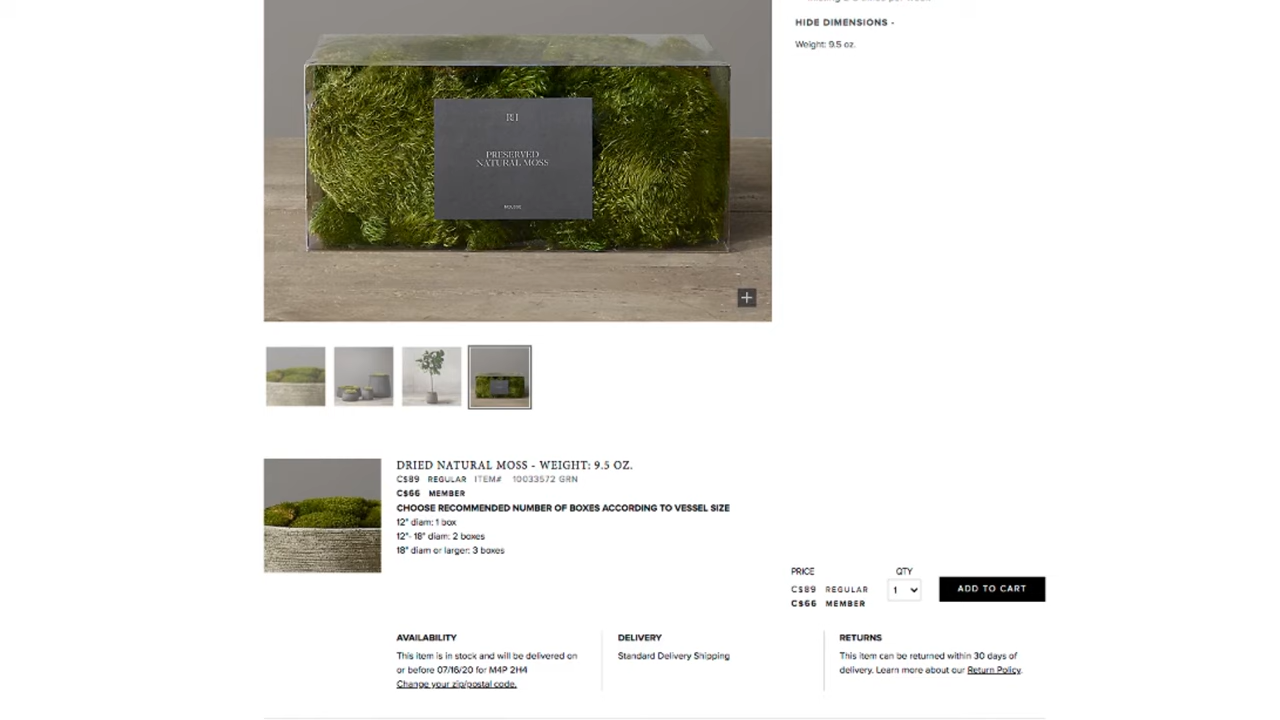 HIDE DIMENSIONS -
Weight: 9.5 oz.
RH
PRESERVED
NATURAL MOSS
DRIED NATURAL MOSS - WEIGHT: 9.5 OZ.
C$89 REGULAR ITEM# 10033572 GRN
C$66 MEMBER
CHOOSE RECOMMENDED NUMBER OF BOXES ACCORDING TO VESSEL SIZE
12" diam: 1 box
12"- 18" diam: 2 boxes
18" diam or larger: 3 boxes
PRICE QTY
C$89 REGULAR 1 ADD TO CART
C$66 MEMBER
AVAILABILITY
This item is in stock and will be delivered on
or before 07/16/20 for M4P 2H4
Change your zip/postal code.
DELIVERY
Standard Delivery Shipping
RETURNS
This item can be returned within 30 days of
delivery. Learn more about our Return Policy.